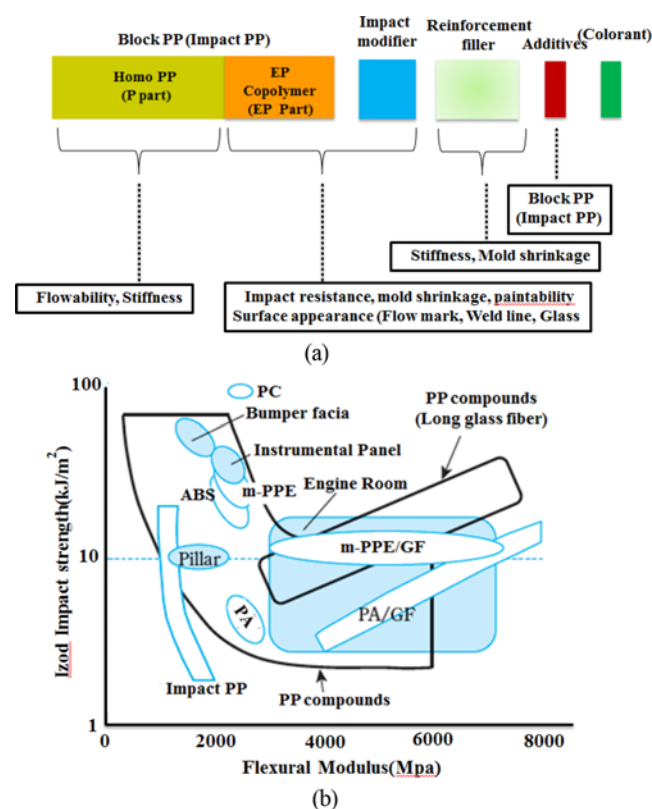 Block PP (Impact PP)
Impact
modifier
Reinforcement
filler
Additives
(Colorant)
Homo PP
(P part)
EP
Copolymer
(EP Part)
Block PP
(Impact PP)
Stiffness, Mold shrinkage
Flowability, Stiffness
Impact resistance, mold shrinkage, paintability
Surface appearance (Flow mark, Weld line, Glass
(a)
100
PC
Bumper facia
PP compounds
(Long glass fiber)
Instrumental Panel
ABS
m-PPE
Engine Room
m-PPE/GF
10
Pillar
PA
PA/GF
Impact PP
PP compounds
1
0
2000
4000
6000
8000
Izod Impact strength(kJ/m²)
Flexural Modulus(Mpa)
(b)